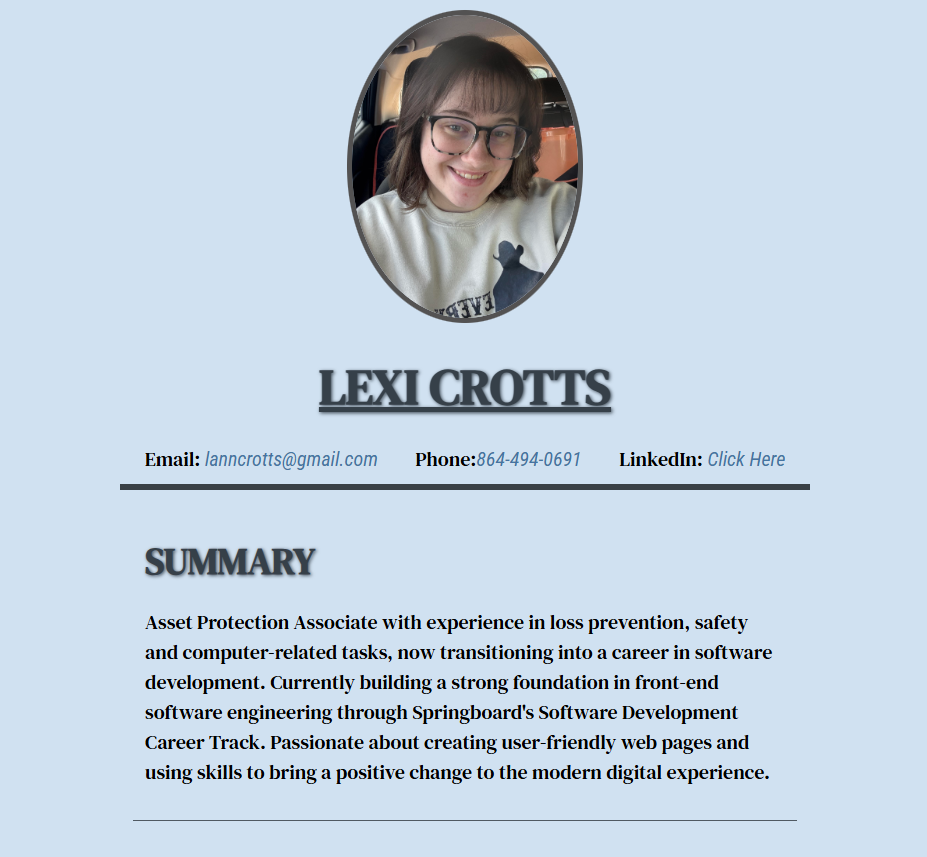 LEXI CROTTS
Email: lanncrotts@gmail.com Phone:864-494-0691 LinkedIn: Click Here
SUMMARY
Asset Protection Associate with experience in loss prevention, safety
and computer-related tasks, now transitioning into a career in software
development. Currently building a strong foundation in front-end
software engineering through Springboard's Software Development
Career Track. Passionate about creating user-friendly web pages and
using skills to bring a positive change to the modern digital experience.